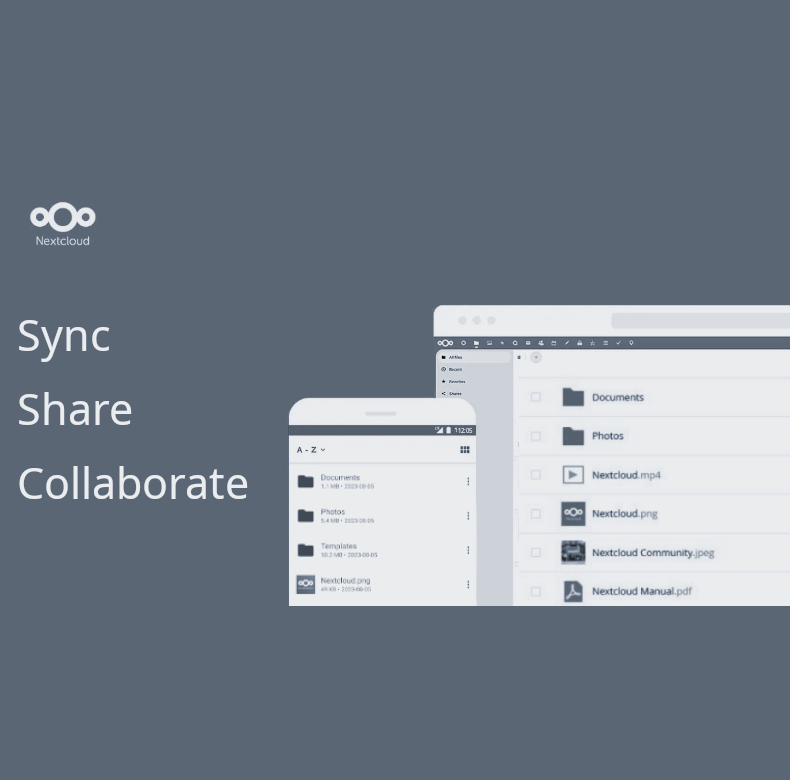 Nextcloud
Sync
Share
Collaborate
All files
Recent
Favorites
Shares
Documents
Photos
Nextcloud.mp4
Nextcloud.png
Nextcloud Community.jpeg
Nextcloud Manual.pdf
12:05
A - Z
Documents
1.1 MB • 2023-08-05
Photos
5.4 MB • 2023-08-05
Templates
10.2 MB • 2023-08-05
Nextcloud.png
49 KB • 2023-08-05